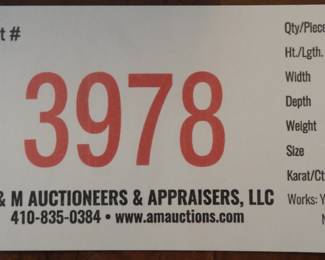 t #
3978
& M AUCTIONEERS & APPRAISERS, LLC
410-835-0384 • www.amauctions.com
Qty/Piece
Ht./Lgth.
Width
Depth
Weight
Size
Karat/Ct
Works: Y
N